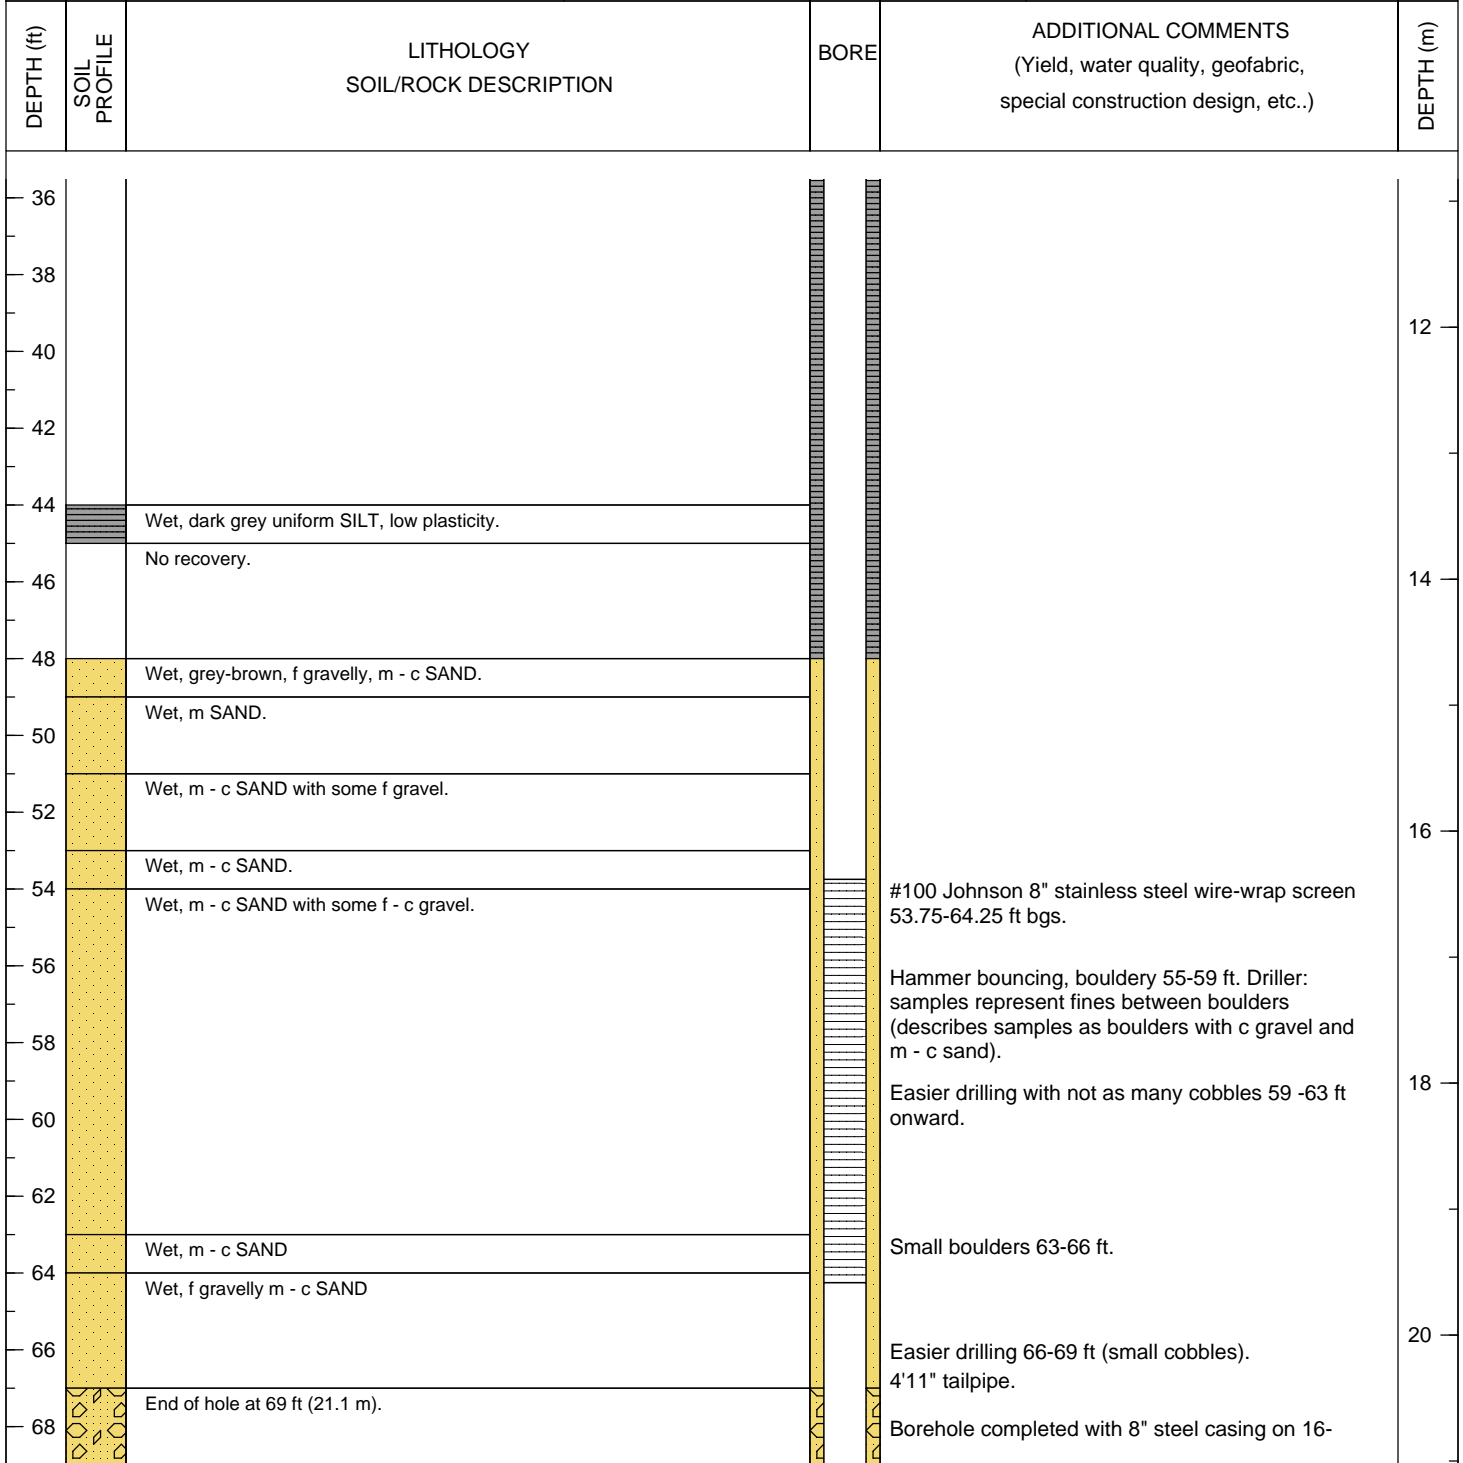 DEPTH (ft)
SOIL
PROFILE
LITHOLOGY
SOIL/ROCK DESCRIPTION
BORE
ADDITIONAL COMMENTS
(Yield, water quality, geofabric,
special construction design, etc..)
DEPTH (m)
36
38
12
40
42
44
Wet, dark grey uniform SILT, low plasticity.
No recovery.
46
14
48
Wet, grey-brown, f gravelly, m - c SAND.
Wet, m SAND.
50
Wet, m - c SAND with some f gravel.
52
16
Wet, m - c SAND.
54
Wet, m - c SAND with some f - c gravel.
#100 Johnson 8" stainless steel wire-wrap screen
53.75-64.25 ft bgs.
56
Hammer bouncing, bouldery 55-59 ft. Driller:
samples represent fines between boulders
(describes samples as boulders with c gravel and
m - c sand).
58
18
Easier drilling with not as many cobbles 59 -63 ft
onward.
60
62
Wet, m - c SAND
Small boulders 63-66 ft.
64
Wet, f gravelly m - c SAND
20
66
Easier drilling 66-69 ft (small cobbles).
4'11" tailpipe.
End of hole at 69 ft (21.1 m).
68
Borehole completed with 8" steel casing on 16-